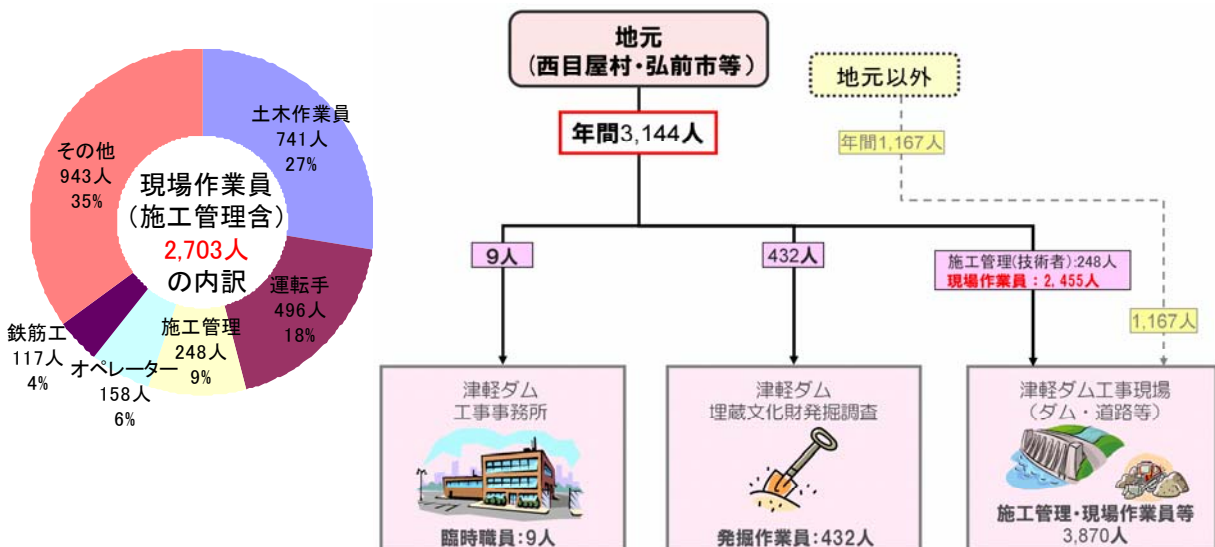 土木作業員
741人
27%
その他
943人
35%
現場作業員
（施工管理含）
2,703人
の内訳
運転手
496人
18%
施工管理
248人
9%
鉄筋工
117人
4%
オペレーター
158人
6%
地元
（西目屋村・弘前市等）
地元以外
年間3,144人
年間1,167人
9人
432人
施工管理(技術者):248人
現場作業員：2,455人
1,167人
津軽ダム
工事事務所
臨時職員:9人
津軽ダム
埋蔵文化財発掘調査
発掘作業員:432人
津軽ダム工事現場
（ダム・道路等）
施工管理・現場作業員等
3,870人